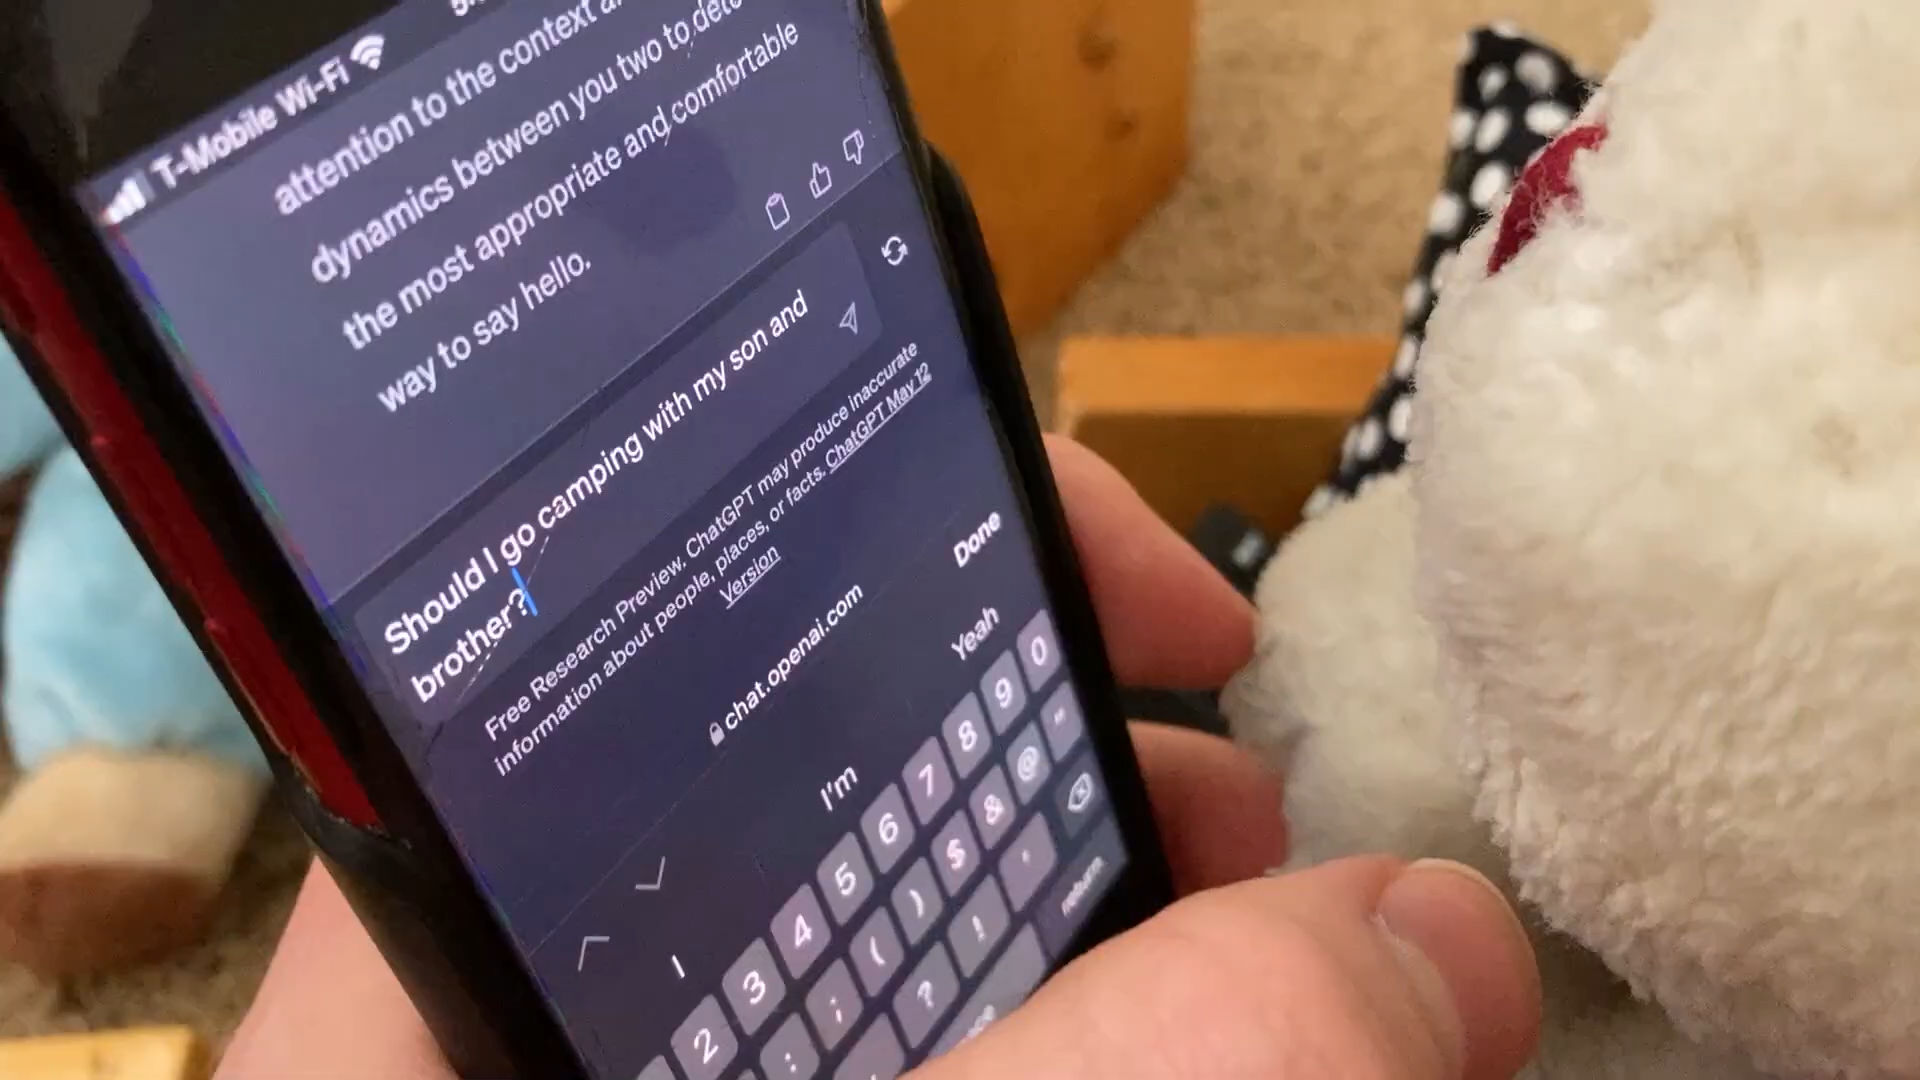 T-Mobile Wi-Fi
attention to the context
dynamics between you two to
the most appropriate and comfortable
way to say hello.
Should I go camping with my son and
brother?
Free Research Preview. ChatGPT may produce inaccurate
information about people, places, or facts. ChatGPT May 12
Version
chat.openai.com
Done
I
I'm
Yeah
2 3 4 5 6 7 8 9 0
: ; ( ) $ & @ "
? ! '
return